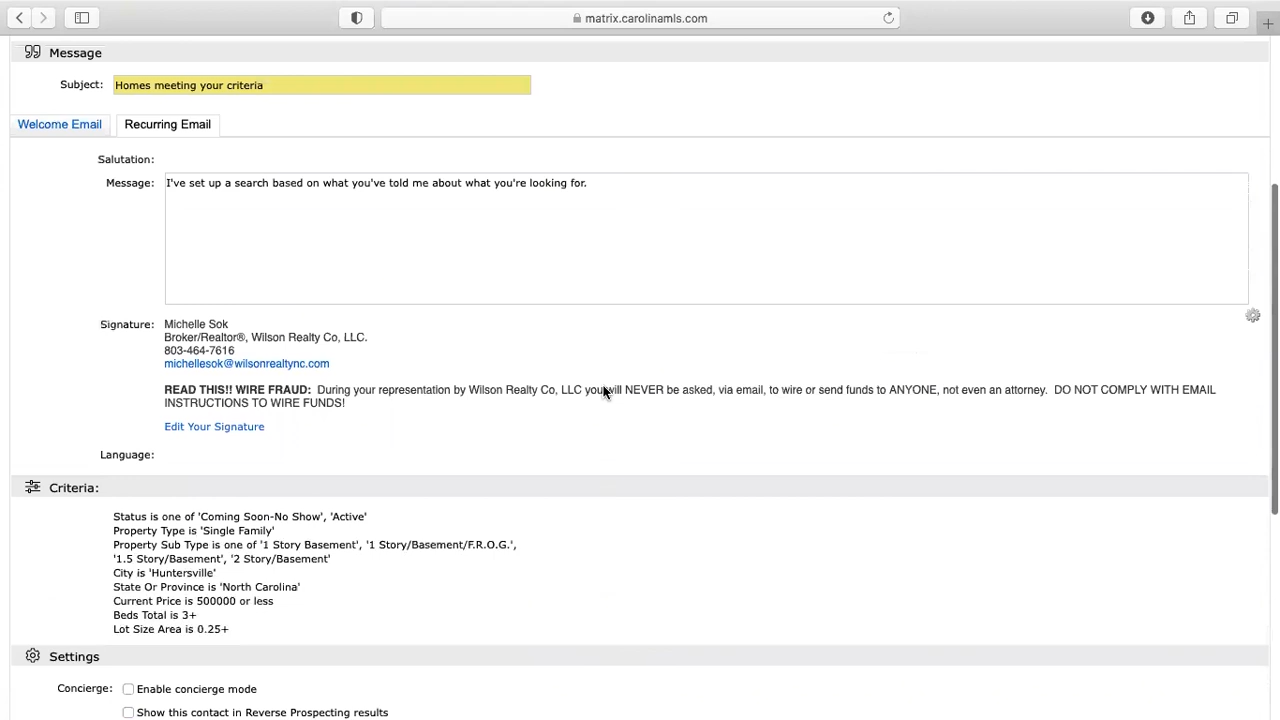 matrix.carolinamls.com
Message
Subject: Homes meeting your criteria
Welcome Email Recurring Email
Salutation:
Message: I've set up a search based on what you've told me about what you're looking for.
Signature: Michelle Sok
Broker/Realtor®, Wilson Realty Co, LLC.
803-464-7616
michellesok@wilsonrealtync.com
READ THIS!! WIRE FRAUD: During your representation by Wilson Realty Co, LLC you will NEVER be asked, via email, to wire or send funds to ANYONE, not even an attorney. DO NOT COMPLY WITH EMAIL
INSTRUCTIONS TO WIRE FUNDS!
Edit Your Signature
Language:
Criteria:
Status is one of 'Coming Soon-No Show', 'Active'
Property Type is 'Single Family'
Property Sub Type is one of '1 Story Basement', '1 Story/Basement/F.R.O.G.',
'1.5 Story/Basement', '2 Story/Basement'
City is 'Huntersville'
State Or Province is 'North Carolina'
Current Price is 500000 or less
Beds Total is 3+
Lot Size Area is 0.25+
Settings
Concierge: Enable concierge mode
Show this contact in Reverse Prospecting results